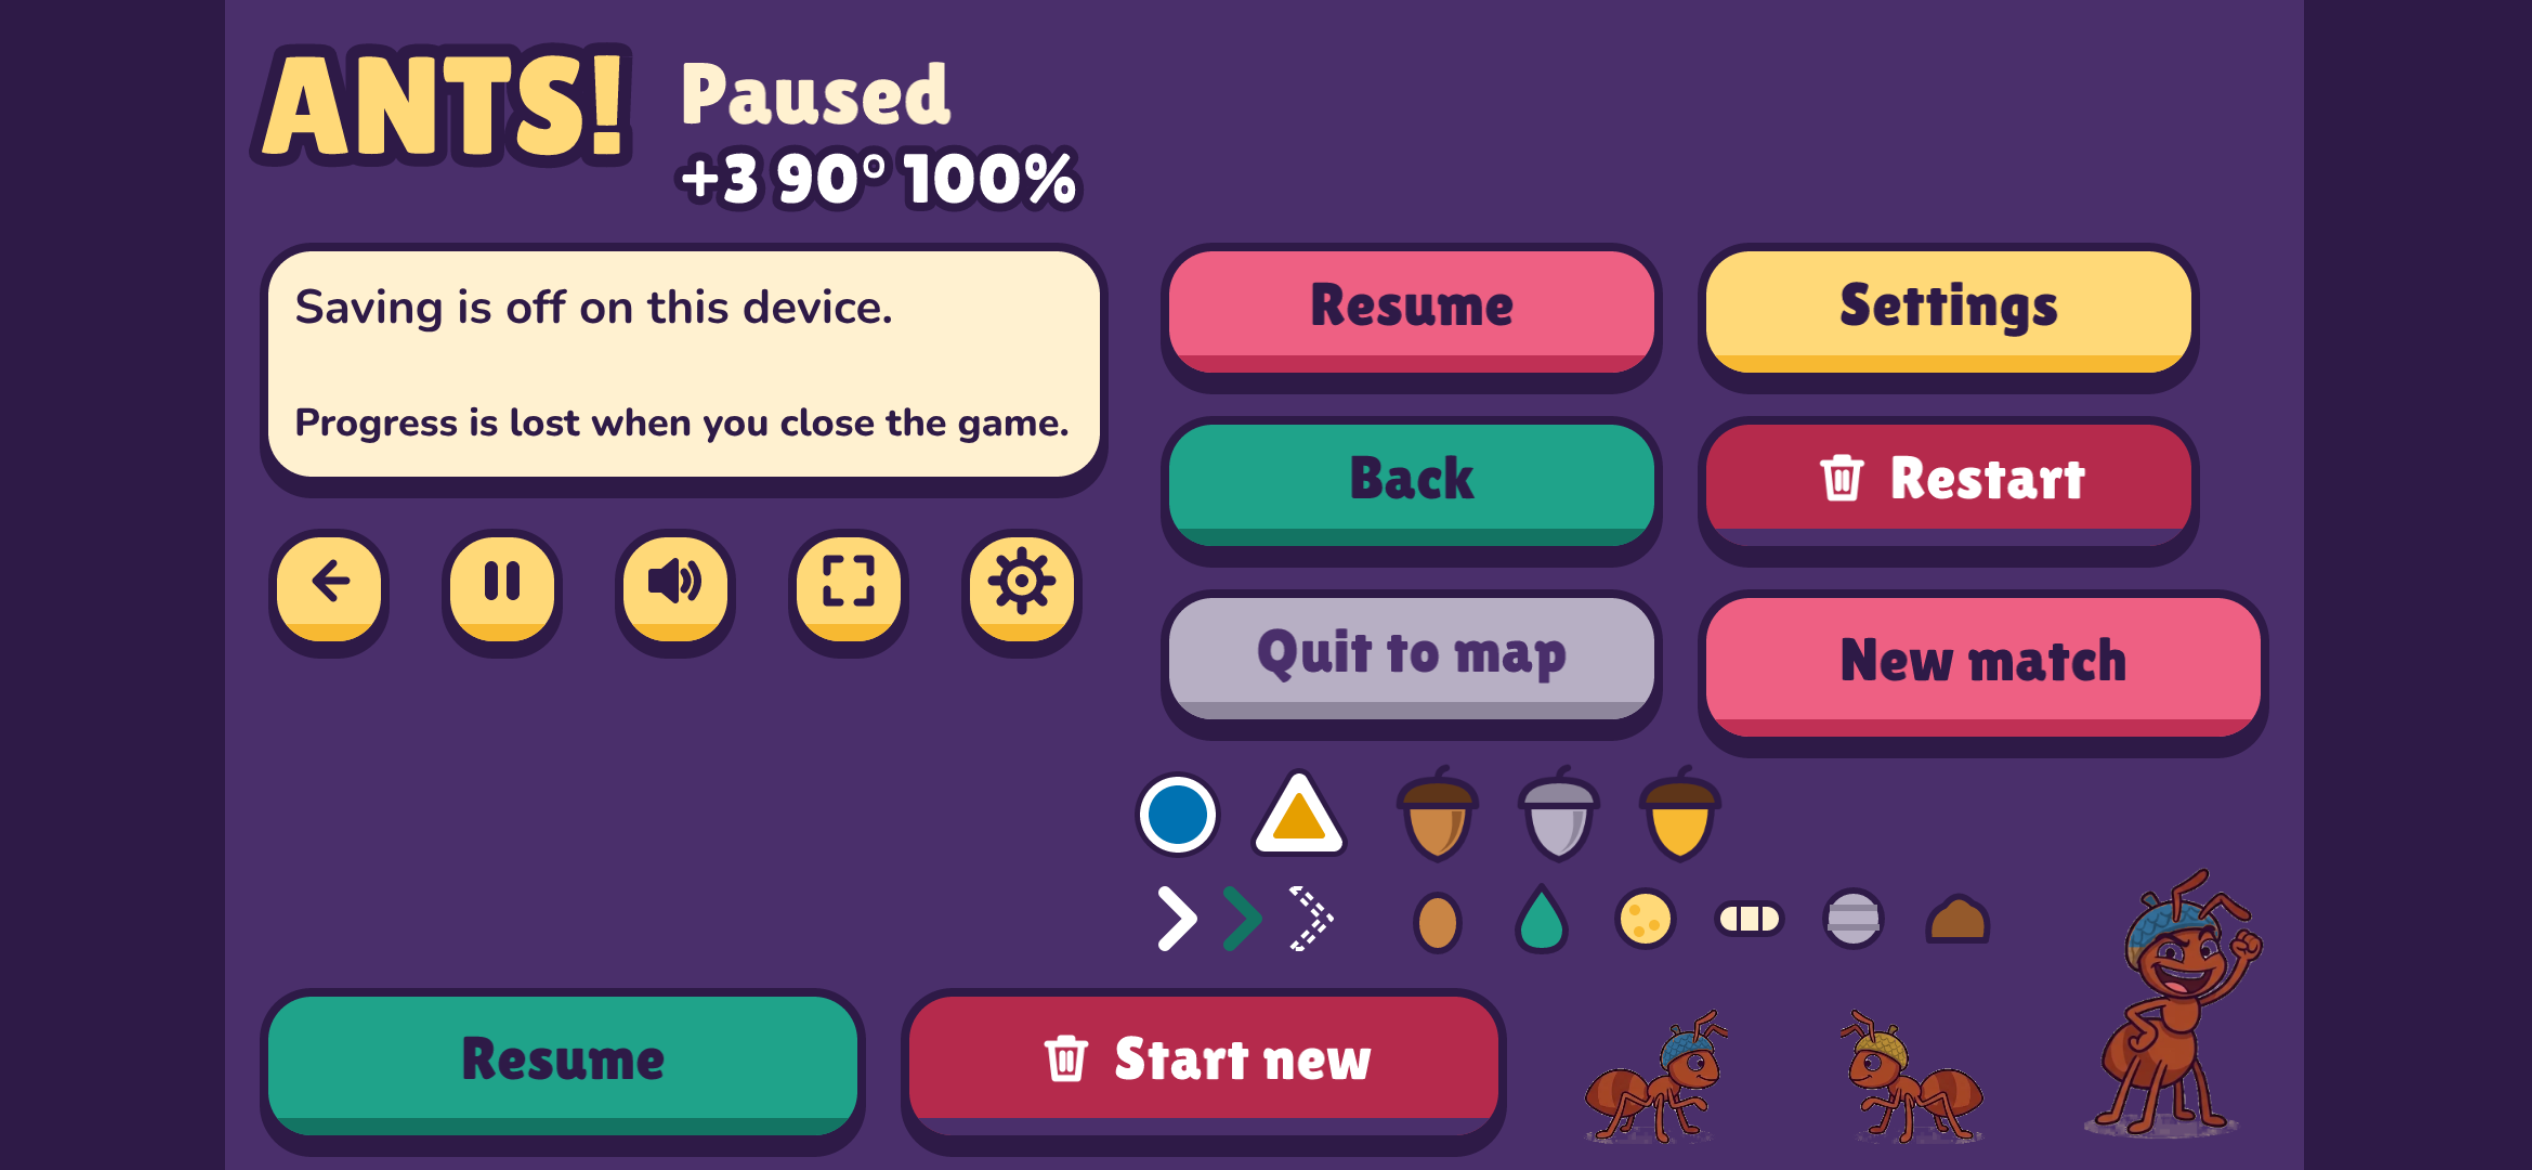 ANTS!
Paused
+3 90° 100%
Saving is off on this device.
Progress is lost when you close the game.
Resume
Settings
Back
Restart
Quit to map
New match
Resume
Start new